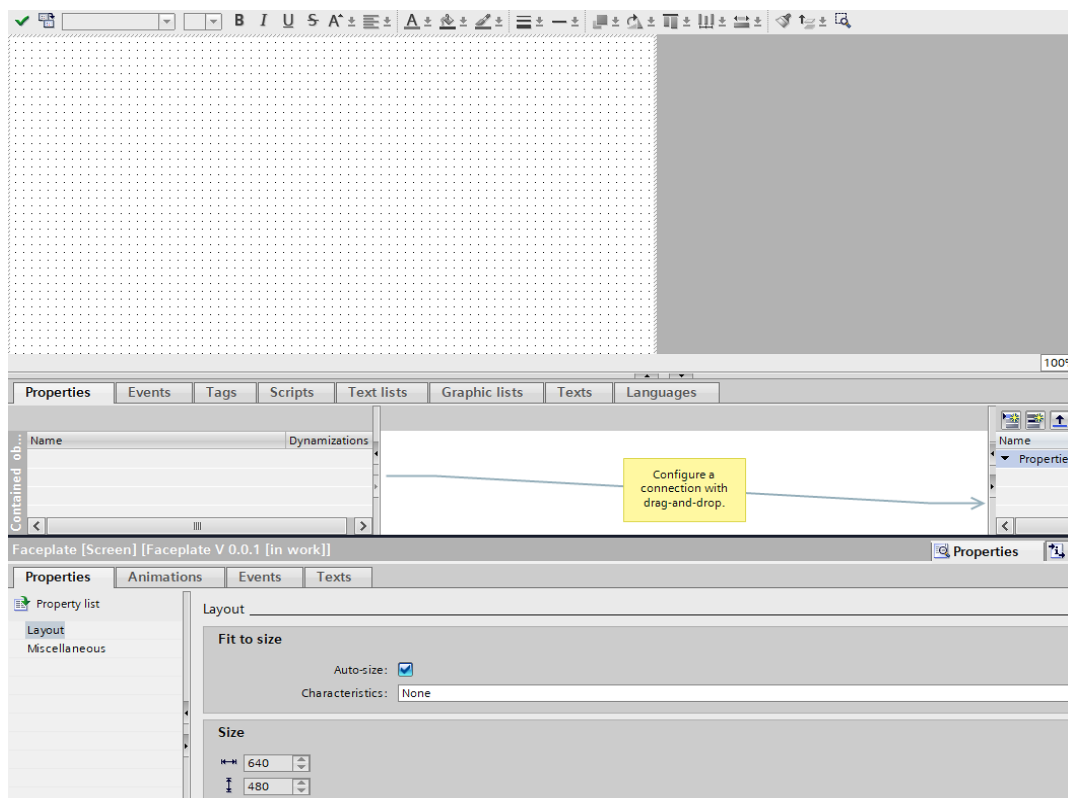 B I U S A
A
100%
Properties Events Tags Scripts Text lists Graphic lists Texts Languages
Name Dynamizations
Name
Propertie
Contained ob...
Configure a
connection with
drag-and-drop.
Faceplate [Screen] [Faceplate V 0.0.1 [in work]]
Properties
Properties Animations Events Texts
Property list
Layout
Layout
Miscellaneous
Fit to size
Auto-size:
Characteristics: None
Size
640
480